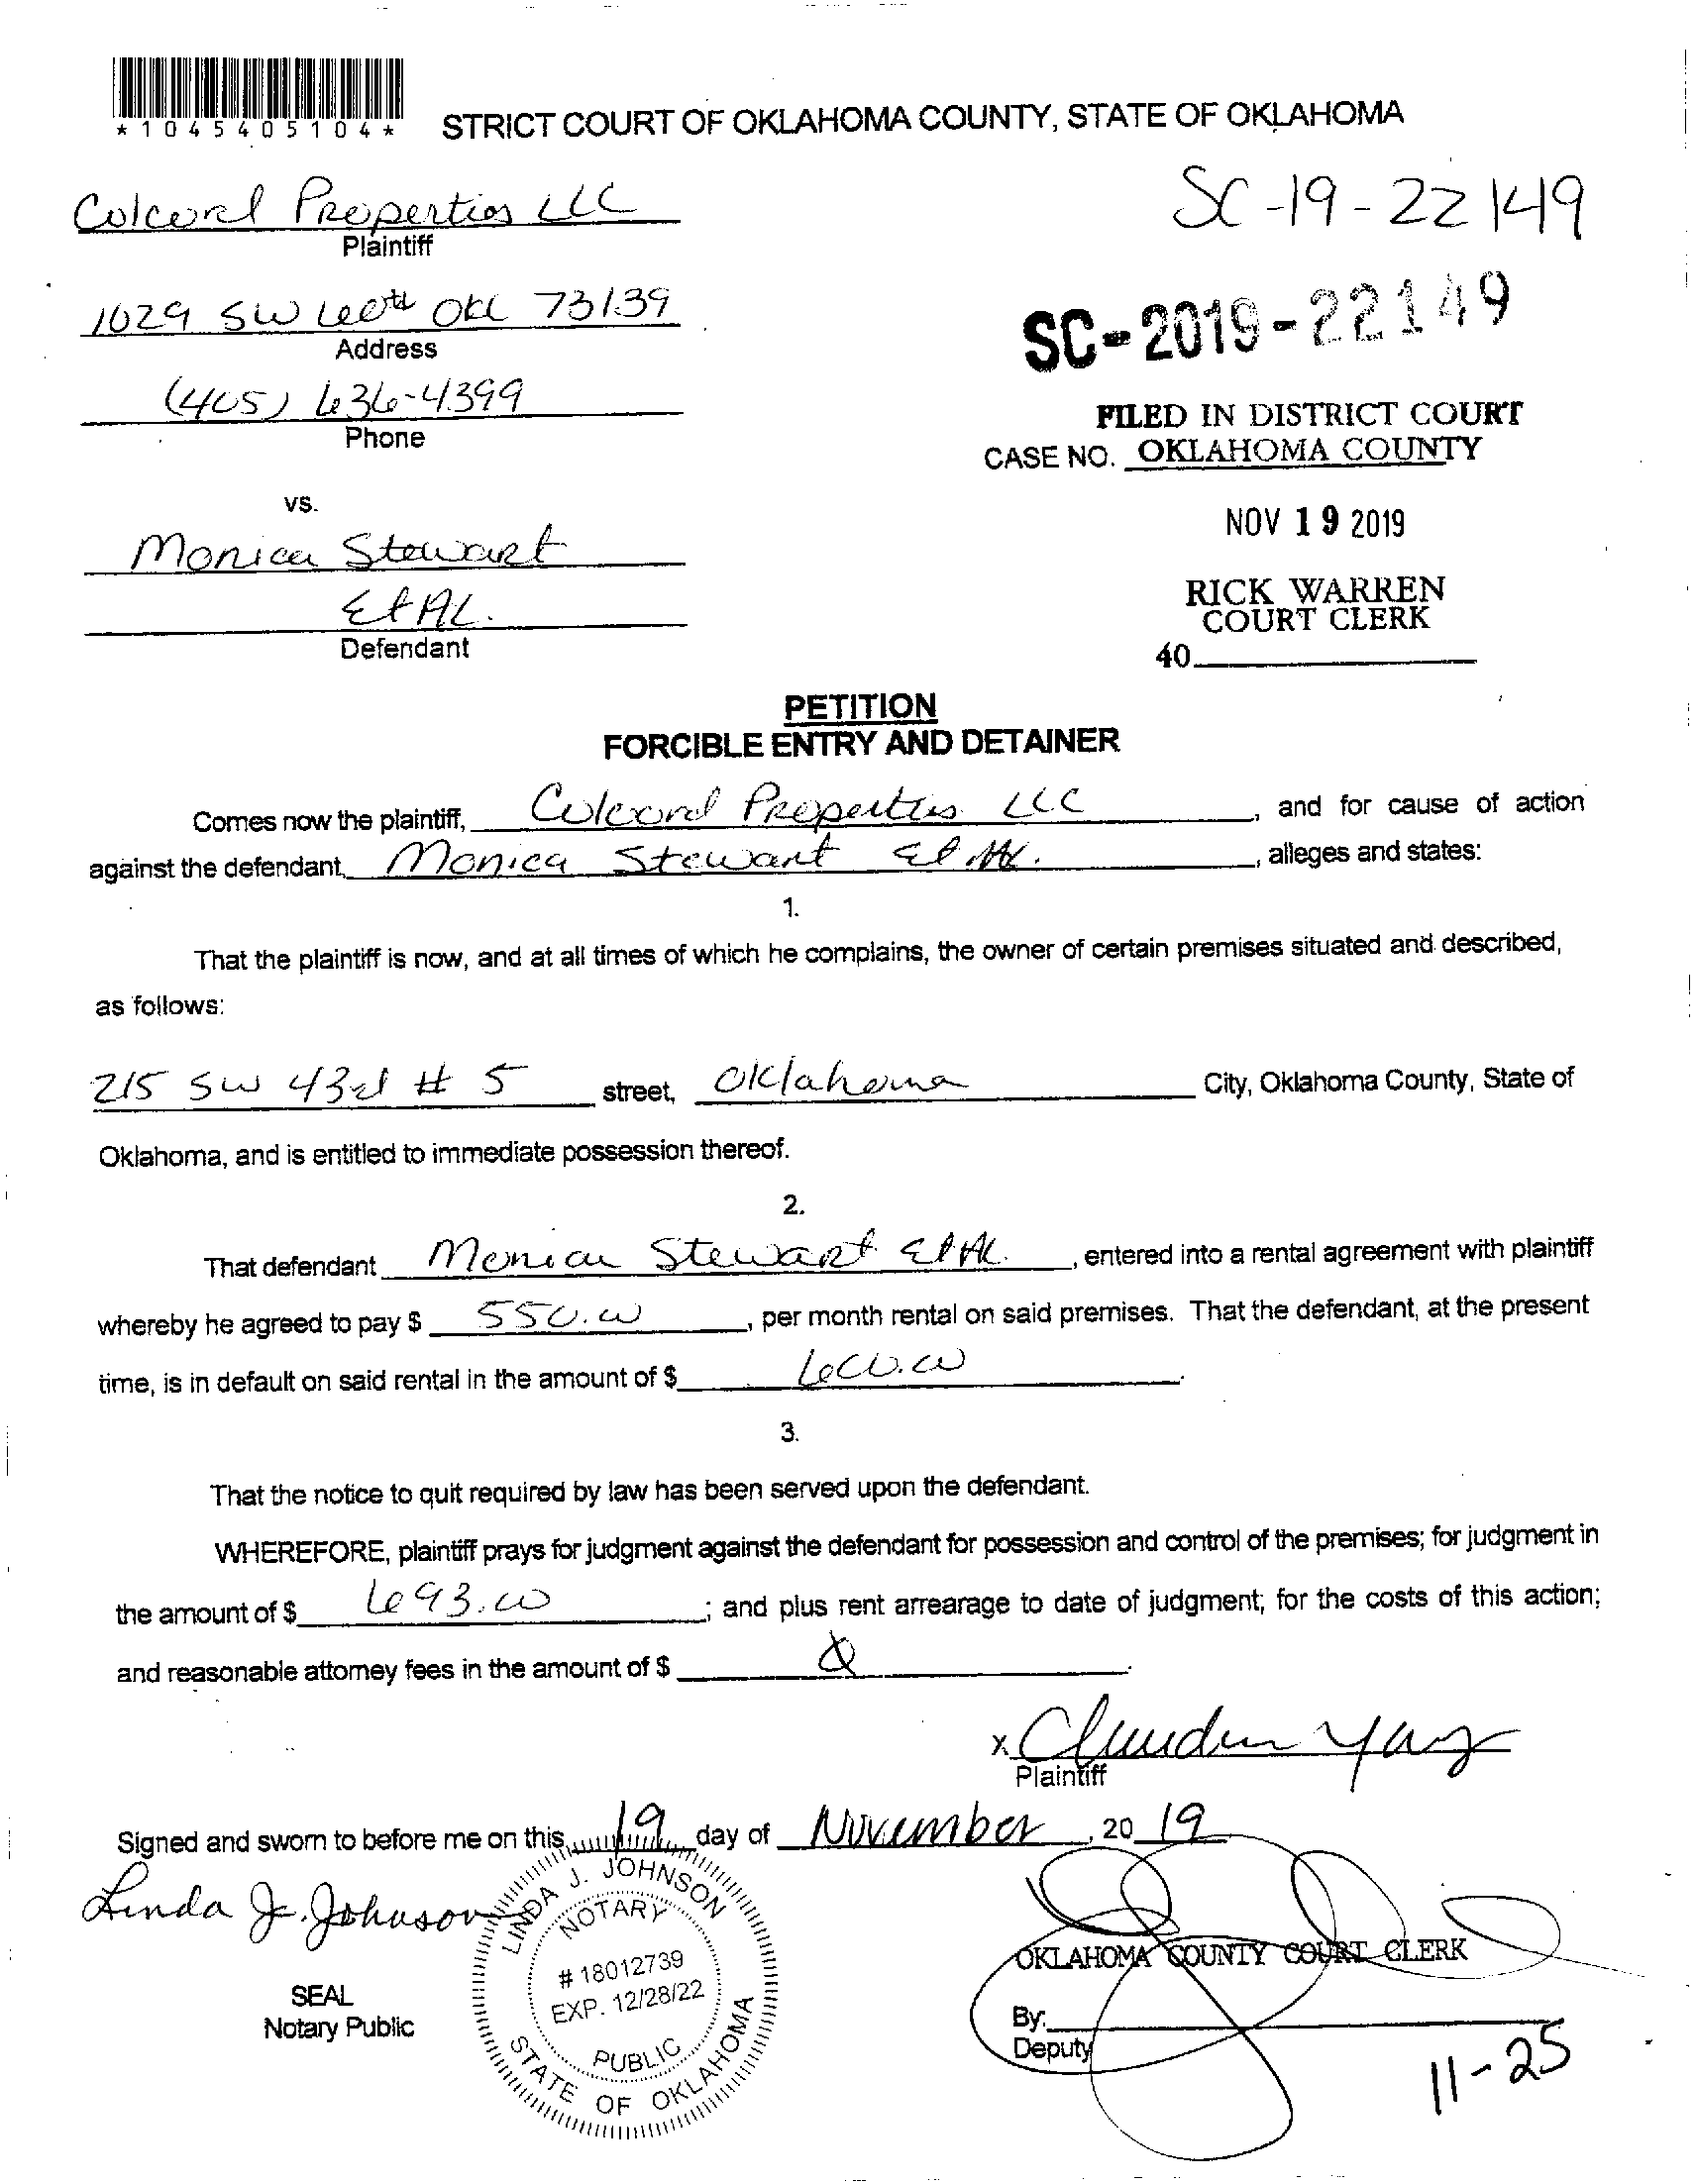 *1045405104*
STRICT COURT OF OKLAHOMA COUNTY, STATE OF OKLAHOMA
Colcord Properties LLC
Plaintiff
SC-19-22149
1029 SW 66th OKC 73139
Address
SC-2019-22149
(405) 636-4399
Phone
FILED IN DISTRICT COURT
CASE NO. OKLAHOMA COUNTY
vs.
NOV 19 2019
Monica Stewart
Et AL.
Defendant
RICK WARREN
COURT CLERK
40
PETITION
FORCIBLE ENTRY AND DETAINER
Comes now the plaintiff, Colcord Properties LLC, and for cause of action
against the defendant, Monica Stewart Et AL., alleges and states:
1.
That the plaintiff is now, and at all times of which he complains, the owner of certain premises situated and described,
as follows:
215 SW 43rd # 5 street, Oklahoma City, Oklahoma County, State of
Oklahoma, and is entitled to immediate possession thereof.
2.
That defendant Monica Stewart Et AL., entered into a rental agreement with plaintiff
whereby he agreed to pay $ 550.00, per month rental on said premises. That the defendant, at the present
time, is in default on said rental in the amount of $ 600.00.
3.
That the notice to quit required by law has been served upon the defendant.
WHEREFORE, plaintiff prays for judgment against the defendant for possession and control of the premises; for judgment in
the amount of $ 693.00; and plus rent arrearage to date of judgment; for the costs of this action;
and reasonable attorney fees in the amount of $
X
Plaintiff
Signed and sworn to before me on this 19 day of November, 20 19
Linda J. Johnson
LINDA J. JOHNSON
NOTARY
# 18012739
EXP. 12/28/22
PUBLIC
STATE OF OKLAHOMA
SEAL
Notary Public
OKLAHOMA COUNTY COURT CLERK
By:
Deputy
11-25